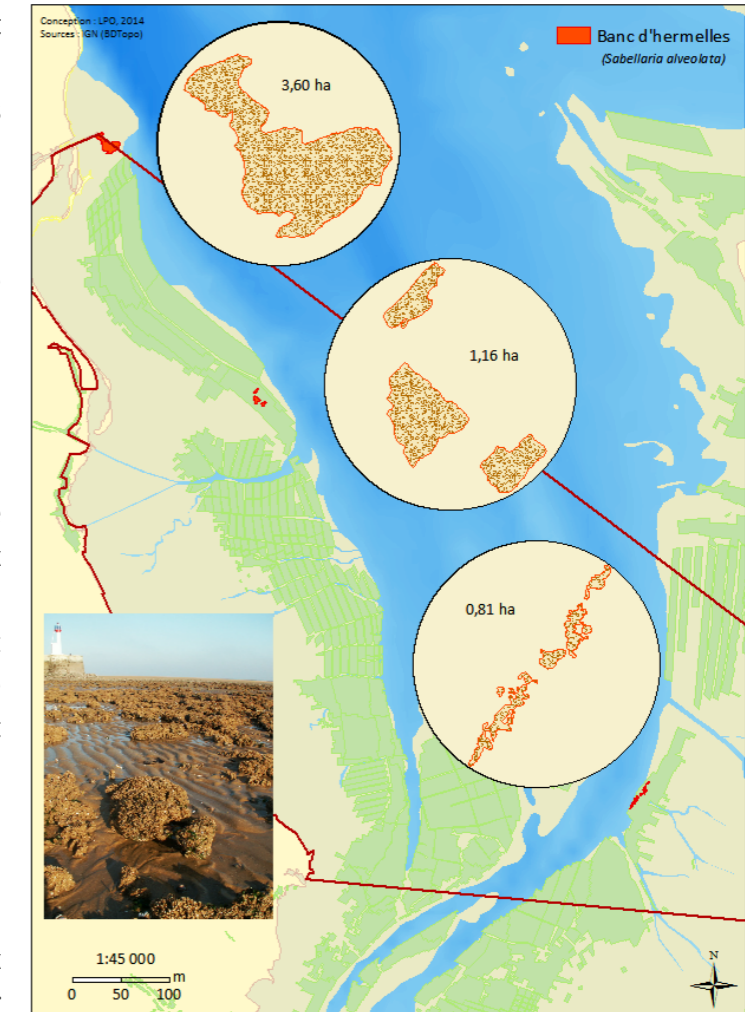 Conception : LPO, 2014
Sources : IGN (BDTopo)
Banc d'hermelles
(Sabellaria alveolata)
3,60 ha
1,16 ha
0,81 ha
1:45 000
m
0 50 100
N